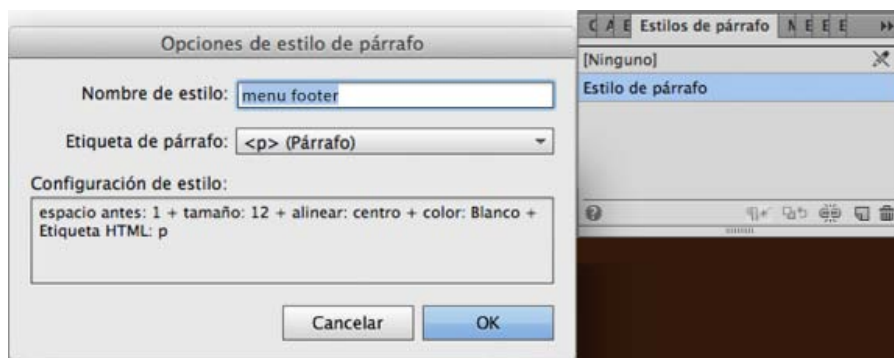 Opciones de estilo de párrafo
Nombre de estilo: menu footer
Etiqueta de párrafo: <p> (Párrafo)
Configuración de estilo:
espacio antes: 1 + tamaño: 12 + alinear: centro + color: Blanco +
Etiqueta HTML: p
Cancelar OK
C A E Estilos de párrafo N E E E
[Ninguno]
Estilo de párrafo